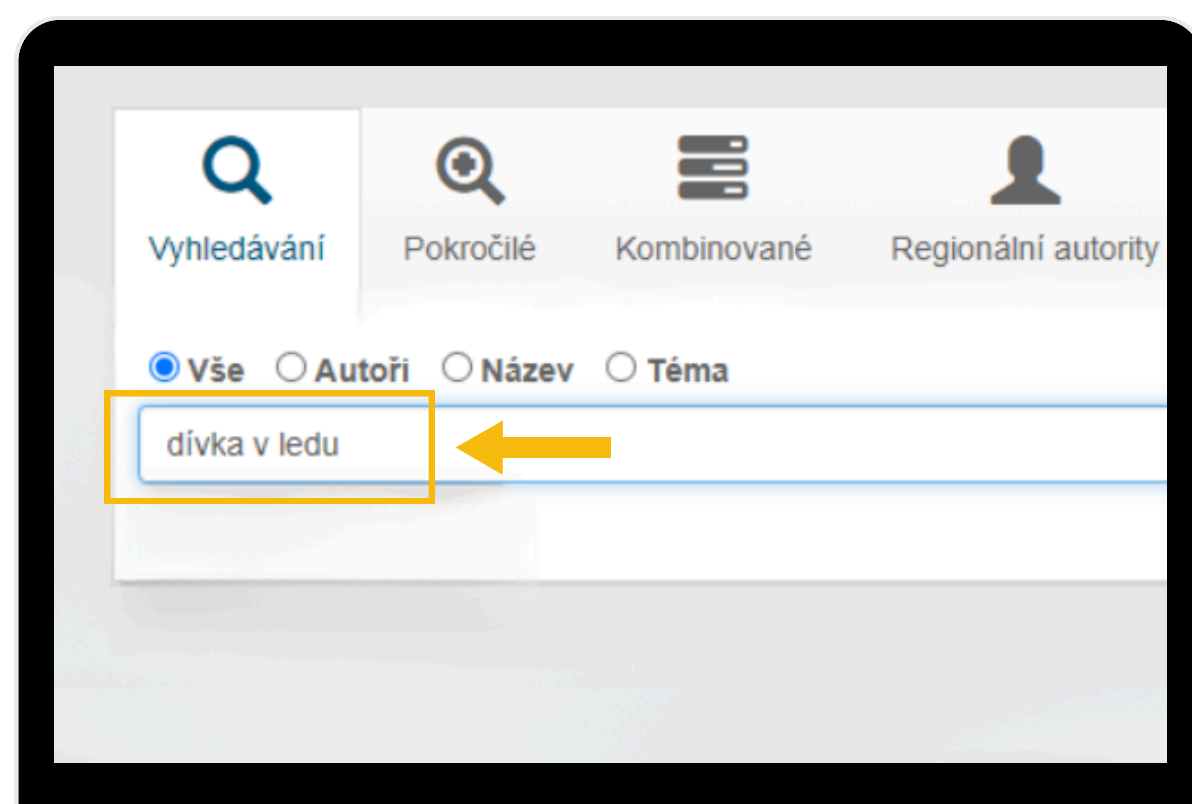 Vyhledávání Pokročilé Kombinované Regionální autority
Vše Autoři Název Téma
dívka v ledu